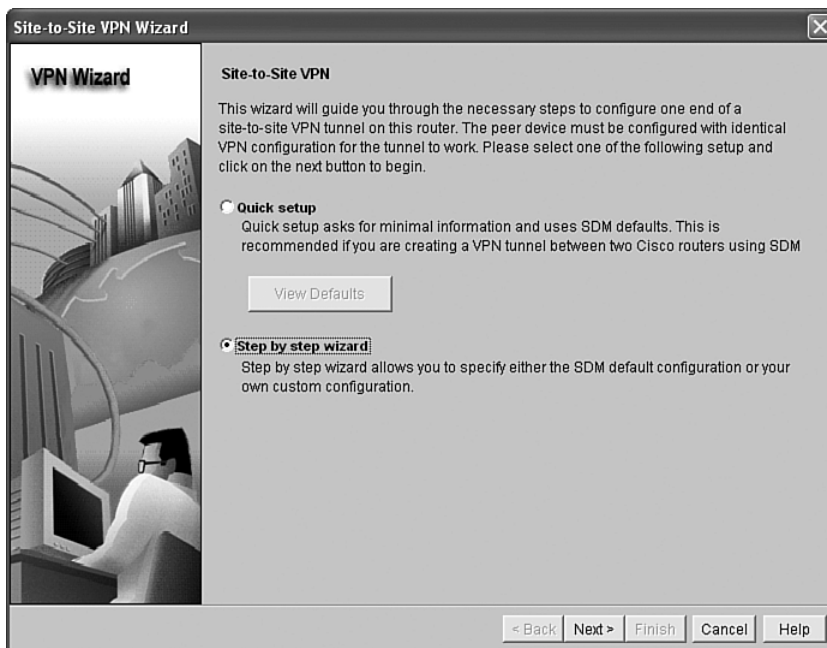 Site-to-Site VPN Wizard
VPN Wizard
Site-to-Site VPN
This wizard will guide you through the necessary steps to configure one end of a
site-to-site VPN tunnel on this router. The peer device must be configured with identical
VPN configuration for the tunnel to work. Please select one of the following setup and
click on the next button to begin.
Quick setup
Quick setup asks for minimal information and uses SDM defaults. This is
recommended if you are creating a VPN tunnel between two Cisco routers using SDM
View Defaults
Step by step wizard
Step by step wizard allows you to specify either the SDM default configuration or your
own custom configuration.
< Back Next > Finish Cancel Help